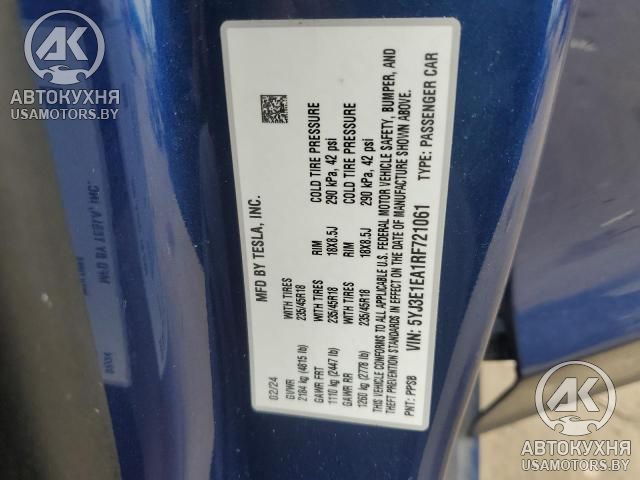 AK
АВТОКУХНЯ
USAMOTORS.BY
MFD BY TESLA, INC.
02/24
GVWR WITH TIRES RIM COLD TIRE PRESSURE
2184 kg (4815 lb) 235/45R18 18X8.5J 290 kPa, 42 psi
GAWR FRT WITH TIRES RIM COLD TIRE PRESSURE
1110 kg (2447 lb) 235/45R18 18X8.5J 290 kPa, 42 psi
GAWR RR WITH TIRES
1260 kg (2778 lb) 235/45R18
THIS VEHICLE CONFORMS TO ALL APPLICABLE U.S. FEDERAL MOTOR VEHICLE SAFETY, BUMPER, AND
THEFT PREVENTION STANDARDS IN EFFECT ON THE DATE OF MANUFACTURE SHOWN ABOVE.
PNT: PPSB VIN: 5YJ3E1EA1RF721061 TYPE: PASSENGER CAR
AK
АВТОКУХНЯ
USAMOTORS.BY